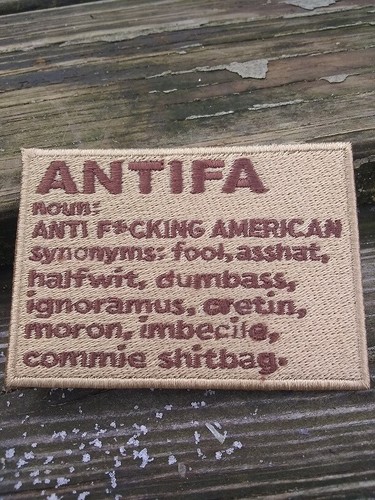 ANTIFA
noun:
ANTI F*CKING AMERICAN
synonyms: fool, asshat,
halfwit, dumbass,
ignoramus, cretin,
moron, imbecile,
commie shitbag.